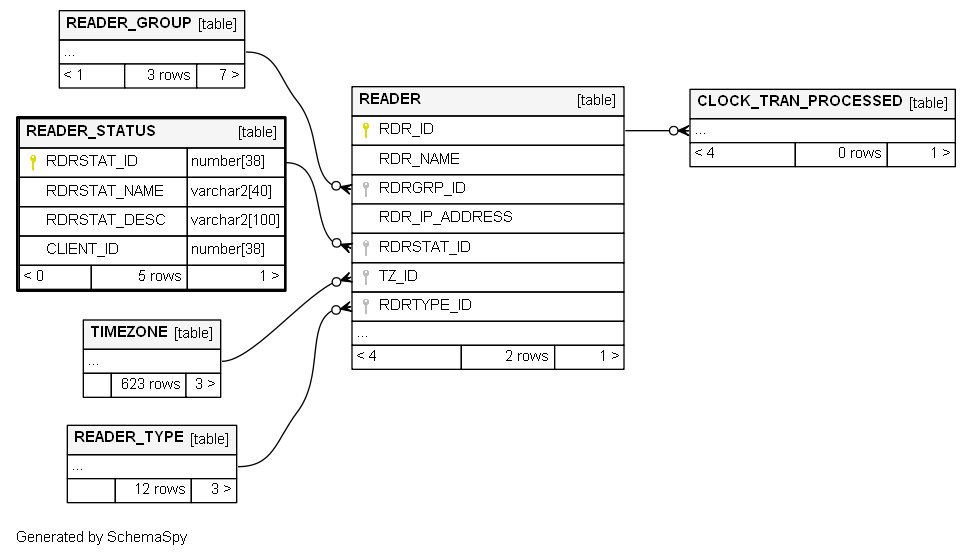 READER_GROUP [table]
...
< 1 3 rows 7 >
READER_STATUS [table]
RDRSTAT_ID number[38]
RDRSTAT_NAME varchar2[40]
RDRSTAT_DESC varchar2[100]
CLIENT_ID number[38]
< 0 5 rows 1 >
TIMEZONE [table]
...
623 rows 3 >
READER_TYPE [table]
...
12 rows 3 >
READER [table]
RDR_ID
RDR_NAME
RDRGRP_ID
RDR_IP_ADDRESS
RDRSTAT_ID
TZ_ID
RDRTYPE_ID
...
< 4 2 rows 1 >
CLOCK_TRAN_PROCESSED [table]
...
< 4 0 rows 1 >
Generated by SchemaSpy